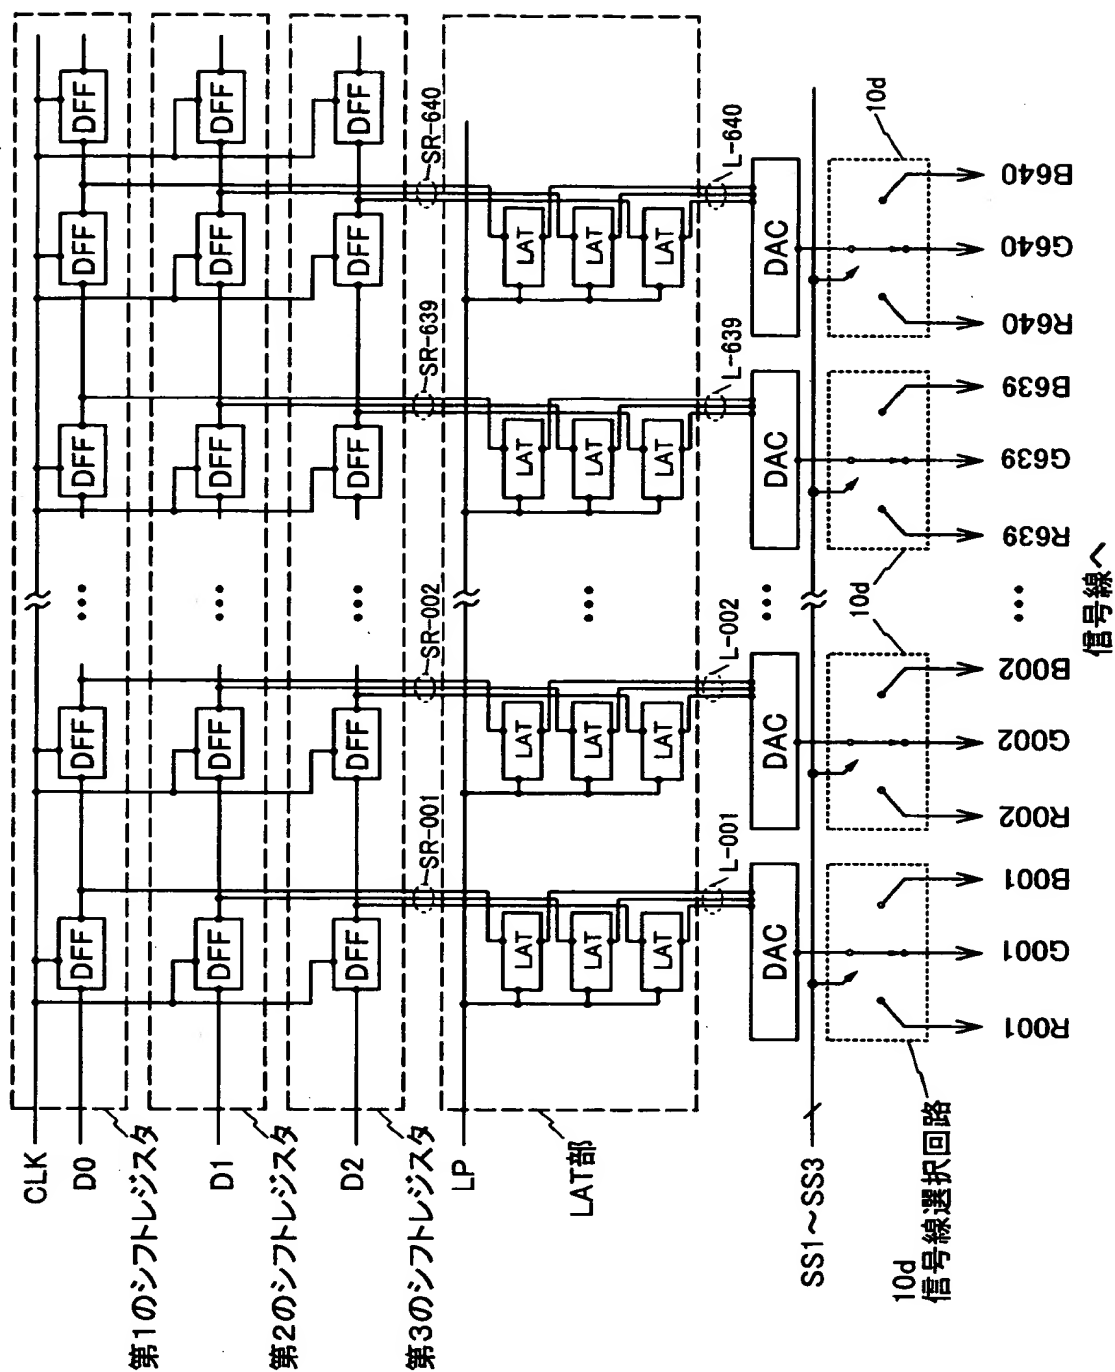 CLK
D0
第1のシフトレジスタ
DFF DFF ... DFF DFF DFF
D1
第2のシフトレジスタ
DFF DFF ... DFF DFF DFF
D2
第3のシフトレジスタ
DFF DFF ... DFF DFF DFF
SR-001 SR-002 SR-639 SR-640
LP
LAT部
LAT LAT ... LAT LAT
LAT LAT LAT LAT
LAT LAT LAT LAT
L-001 L-002 L-639 L-640
DAC DAC ... DAC DAC
SS1～SS3
10d
信号線選択回路
10d 10d 10d
R001 G001 B001 R002 G002 B002 ... R639 G639 B639 R640 G640 B640
信号線へ